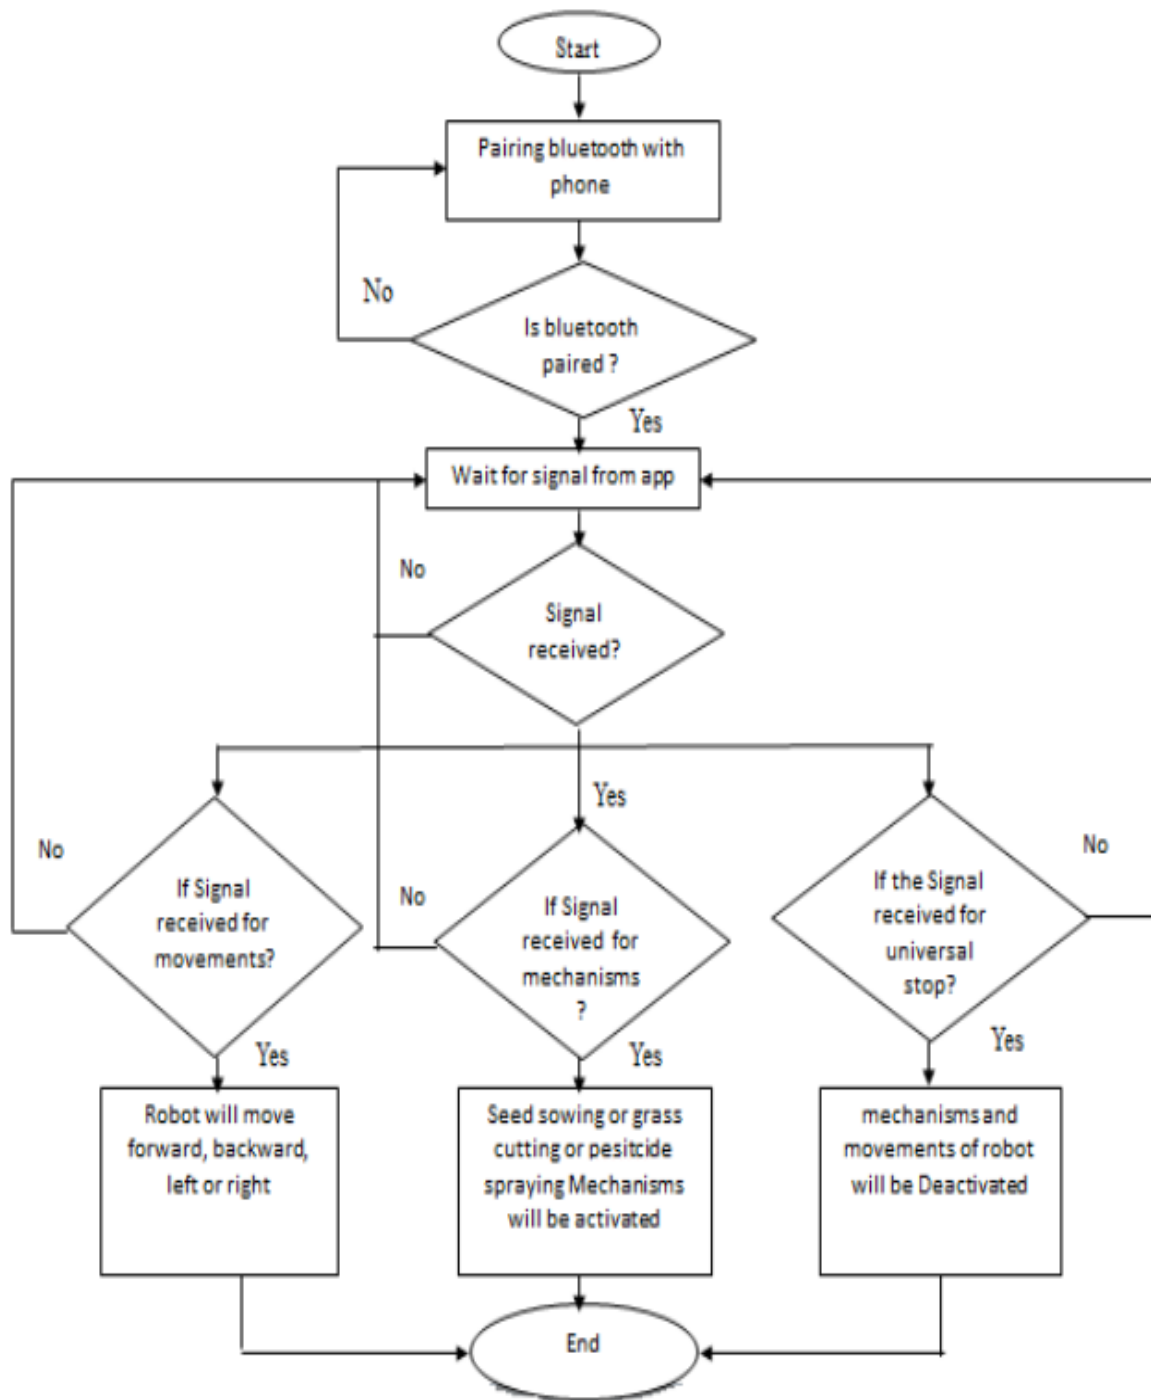 Start
Pairing bluetooth with
phone
No
Is bluetooth
paired ?
Yes
Wait for signal from app
No
Signal
received?
Yes
No
If Signal
received for
movements?
No
If Signal
received for
mechanisms
?
No
If the Signal
received for
universal
stop?
Yes
Yes
Yes
Robot will move
forward, backward,
left or right
Seed sowing or grass
cutting or pesitcide
spraying Mechanisms
will be activated
mechanisms and
movements of robot
will be Deactivated
End